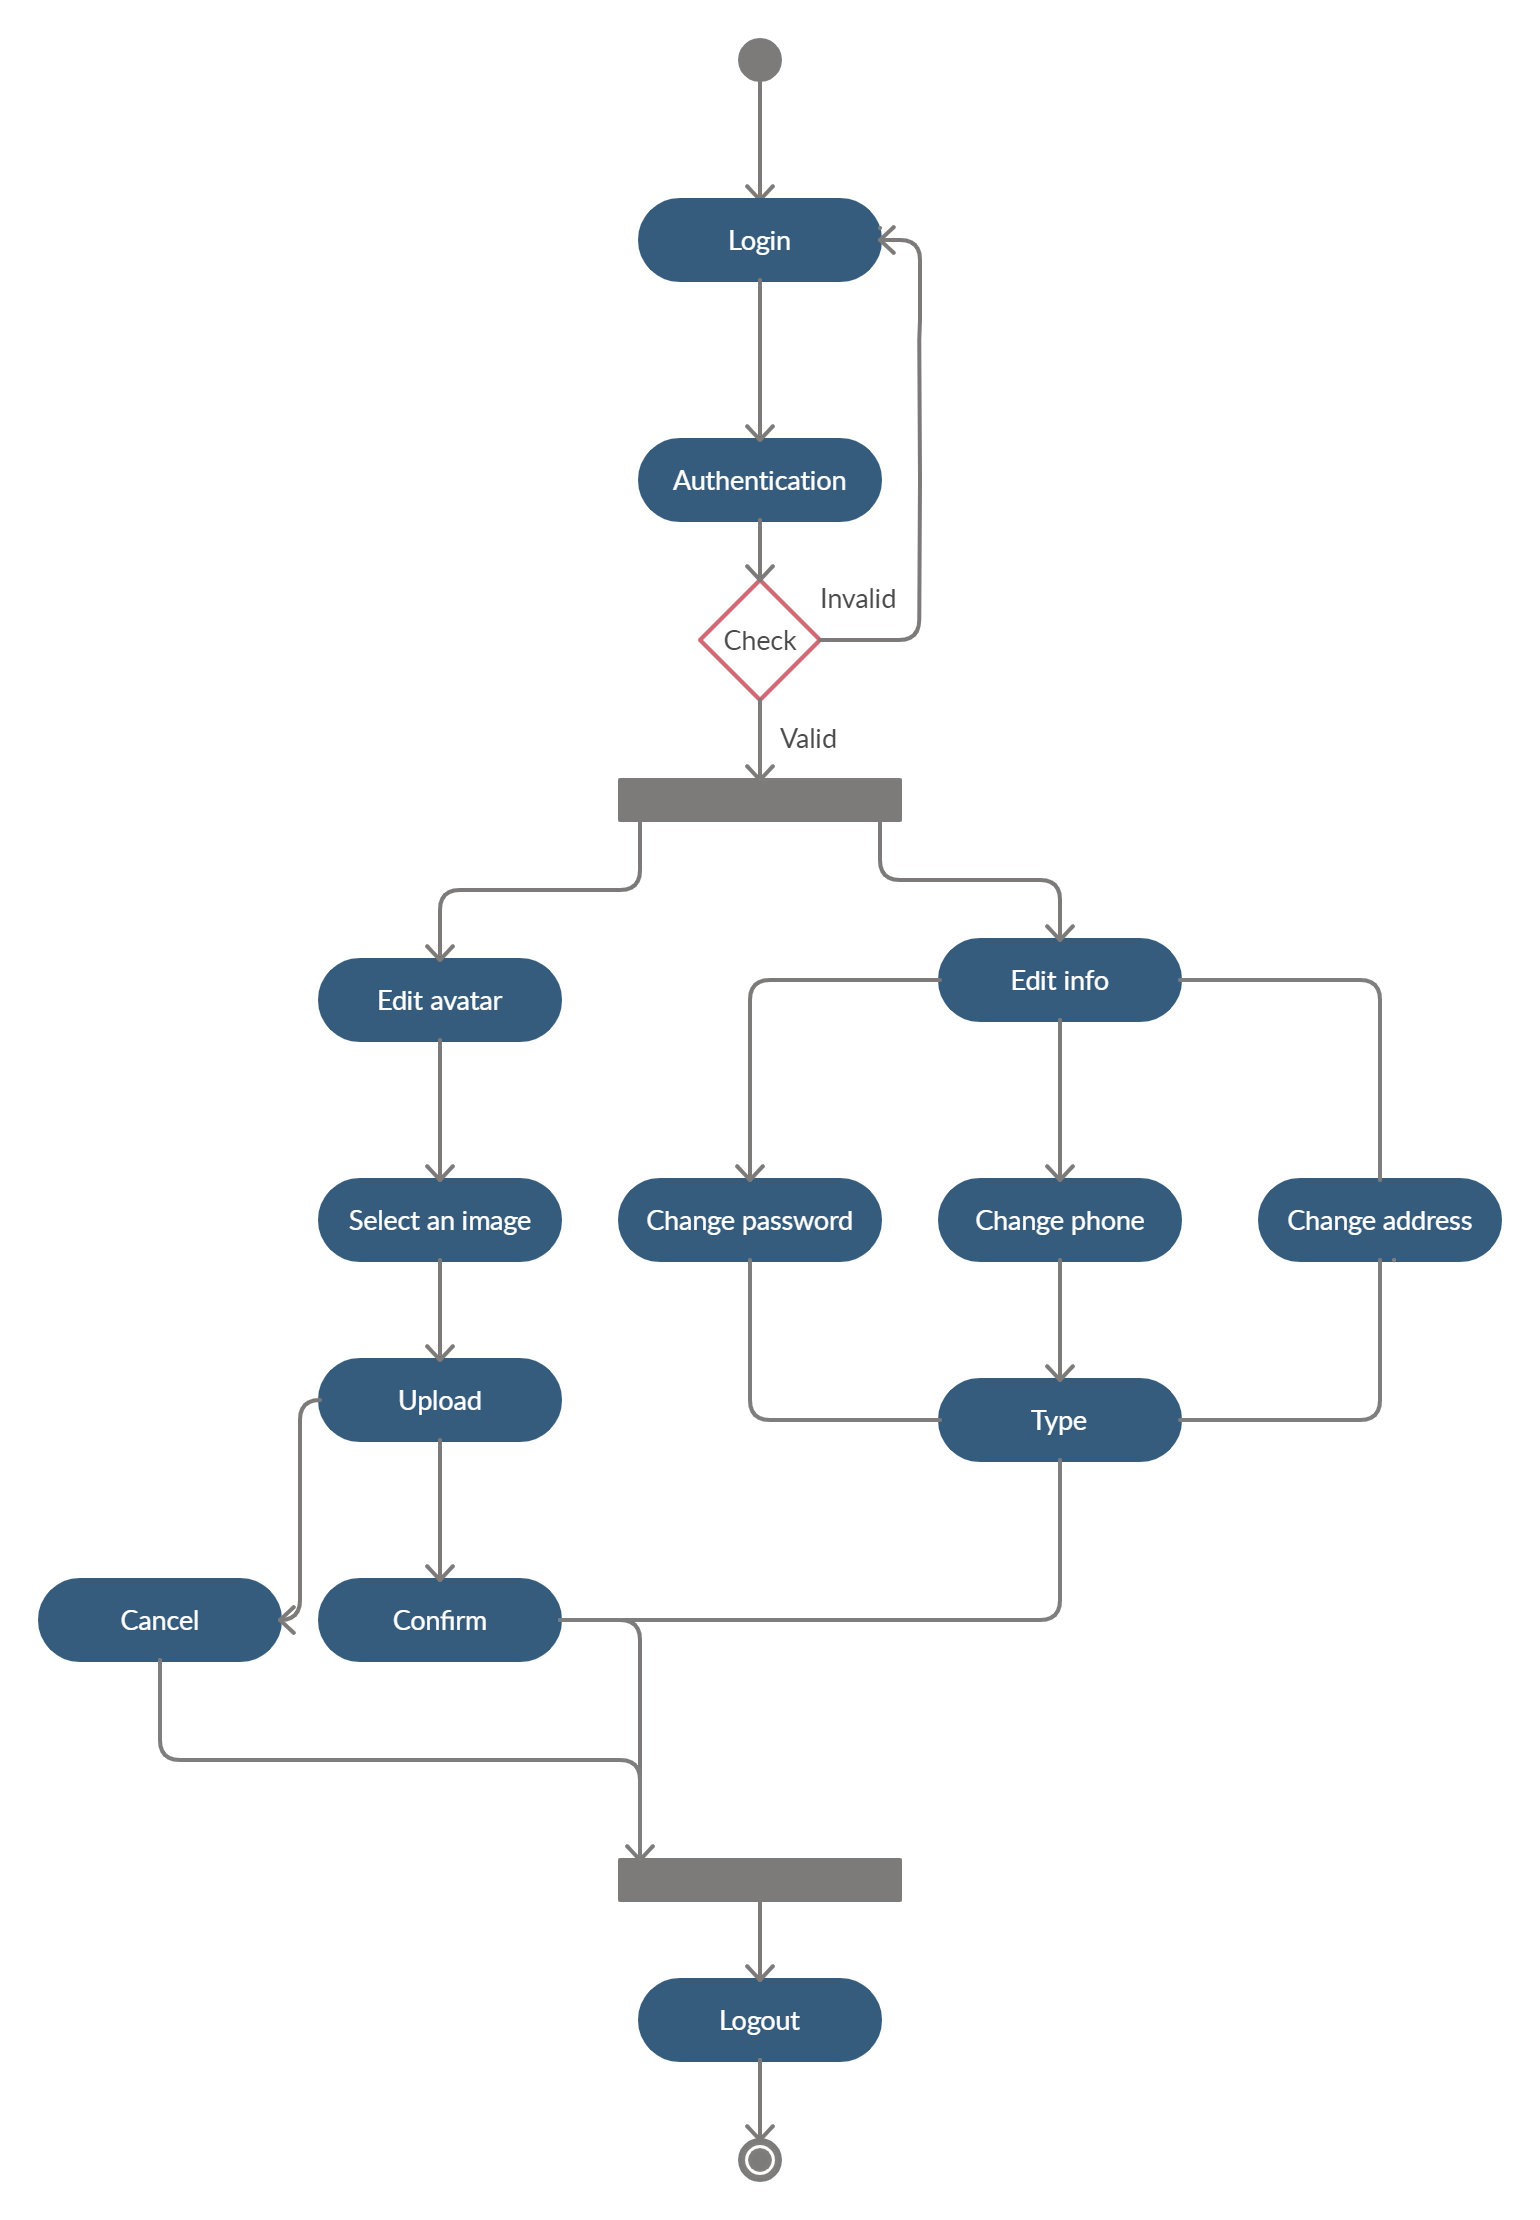 Login
Authentication
Invalid
Check
Valid
Edit avatar
Edit info
Select an image
Change password
Change phone
Change address
Upload
Type
Cancel
Confirm
Logout